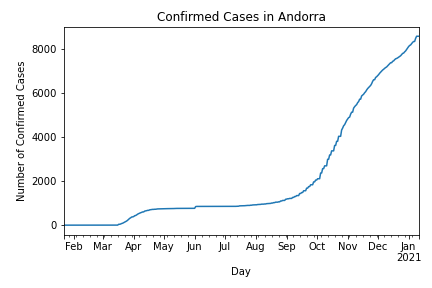 Confirmed Cases in Andorra
Number of Confirmed Cases
8000
6000
4000
2000
0
Feb Mar Apr May Jun Jul Aug Sep Oct Nov Dec Jan
2021
Day